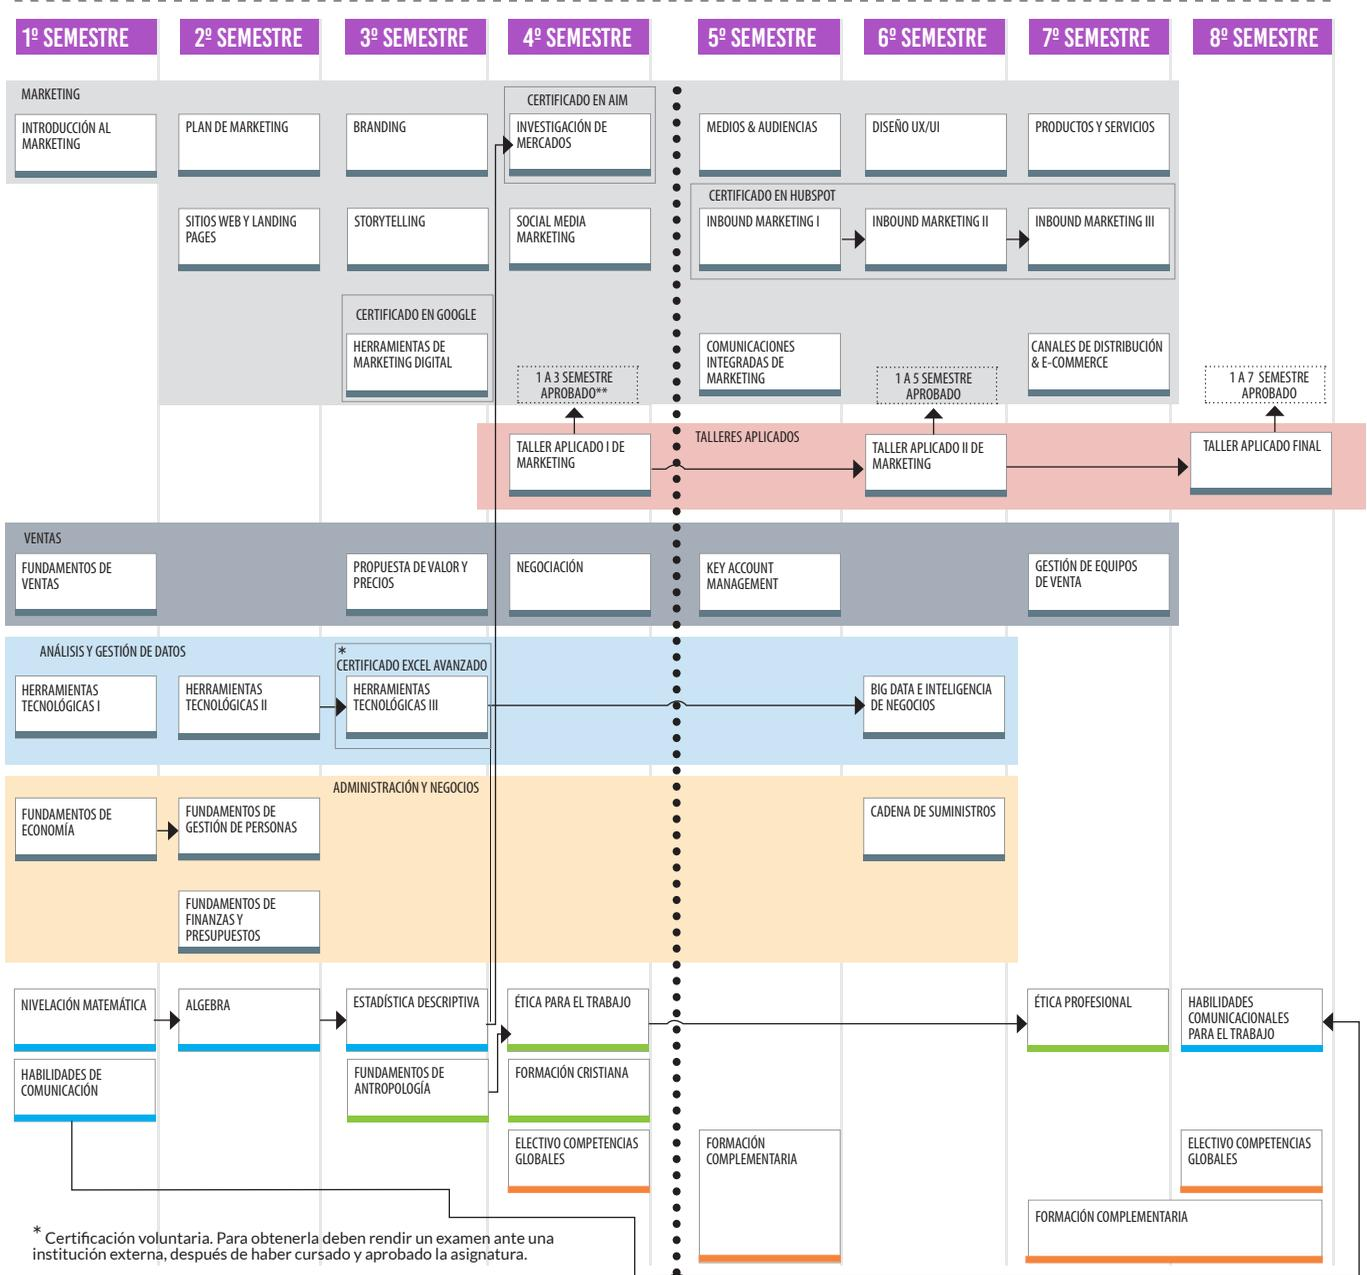 1º SEMESTRE
2º SEMESTRE
3º SEMESTRE
4º SEMESTRE
5º SEMESTRE
6º SEMESTRE
7º SEMESTRE
8º SEMESTRE
MARKETING
INTRODUCCIÓN AL
MARKETING
PLAN DE MARKETING
BRANDING
CERTIFICADO EN AIM
INVESTIGACIÓN DE
MERCADOS
MEDIOS & AUDIENCIAS
DISEÑO UX/UI
PRODUCTOS Y SERVICIOS
SITIOS WEB Y LANDING
PAGES
STORYTELLING
SOCIAL MEDIA
MARKETING
CERTIFICADO EN HUBSPOT
INBOUND MARKETING I
INBOUND MARKETING II
INBOUND MARKETING III
CERTIFICADO EN GOOGLE
HERRAMIENTAS DE
MARKETING DIGITAL
COMUNICACIONES
INTEGRADAS DE
MARKETING
CANALES DE DISTRIBUCIÓN
& E-COMMERCE
1 A 3 SEMESTRE
APROBADO**
1 A 5 SEMESTRE
APROBADO
1 A 7 SEMESTRE
APROBADO
TALLER APLICADO I DE
MARKETING
TALLERES APLICADOS
TALLER APLICADO II DE
MARKETING
TALLER APLICADO FINAL
VENTAS
FUNDAMENTOS DE
VENTAS
PROPUESTA DE VALOR Y
PRECIOS
NEGOCIACIÓN
KEY ACCOUNT
MANAGEMENT
GESTIÓN DE EQUIPOS
DE VENTA
ANÁLISIS Y GESTIÓN DE DATOS
*
CERTIFICADO EXCEL AVANZADO
HERRAMIENTAS
TECNOLÓGICAS I
HERRAMIENTAS
TECNOLÓGICAS II
HERRAMIENTAS
TECNOLÓGICAS III
BIG DATA E INTELIGENCIA
DE NEGOCIOS
ADMINISTRACIÓN Y NEGOCIOS
FUNDAMENTOS DE
ECONOMÍA
FUNDAMENTOS DE
GESTIÓN DE PERSONAS
CADENA DE SUMINISTROS
FUNDAMENTOS DE
FINANZAS Y
PRESUPUESTOS
NIVELACIÓN MATEMÁTICA
ALGEBRA
ESTADÍSTICA DESCRIPTIVA
ÉTICA PARA EL TRABAJO
ÉTICA PROFESIONAL
HABILIDADES
COMUNICACIONALES
PARA EL TRABAJO
HABILIDADES DE
COMUNICACIÓN
FUNDAMENTOS DE
ANTROPOLOGÍA
FORMACIÓN CRISTIANA
ELECTIVO COMPETENCIAS
GLOBALES
FORMACIÓN
COMPLEMENTARIA
ELECTIVO COMPETENCIAS
GLOBALES
FORMACIÓN COMPLEMENTARIA
* Certificación voluntaria. Para obtenerla deben rendir un examen ante una
institución externa, después de haber cursado y aprobado la asignatura.